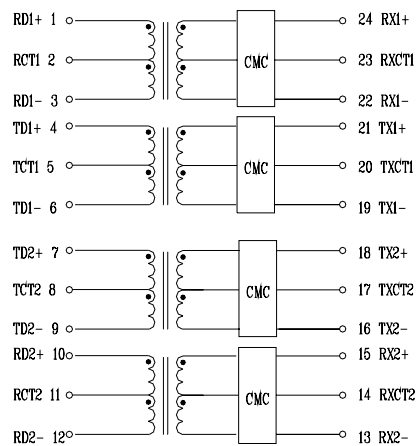 RD1+ 1 24 RX1+
RCT1 2 CMC 23 RXCT1
RD1- 3 22 RX1-
TD1+ 4 21 TX1+
TCT1 5 CMC 20 TXCT1
TD1- 6 19 TX1-
TD2+ 7 18 TX2+
TCT2 8 CMC 17 TXCT2
TD2- 9 16 TX2-
RD2+ 10 15 RX2+
RCT2 11 CMC 14 RXCT2
RD2- 12 13 RX2-